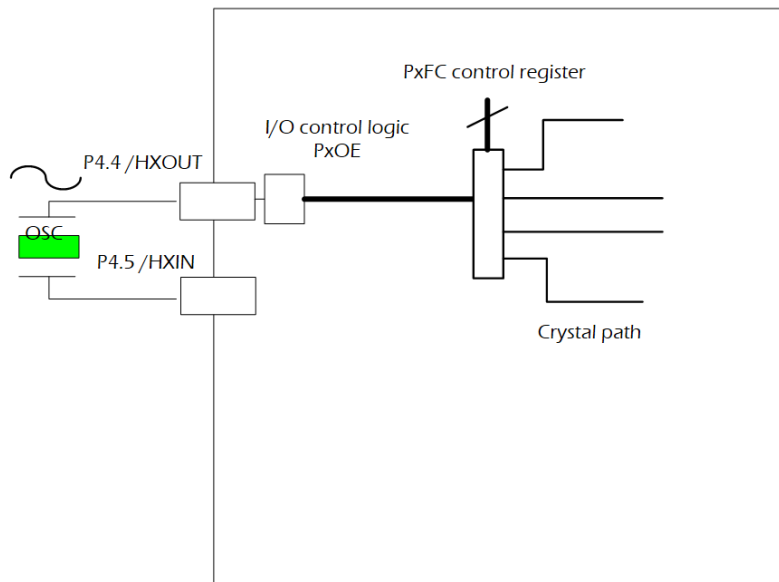 PxFC control register
I/O control logic
PxOE
P4.4 /HXOUT
OSC
P4.5 /HXIN
Crystal path